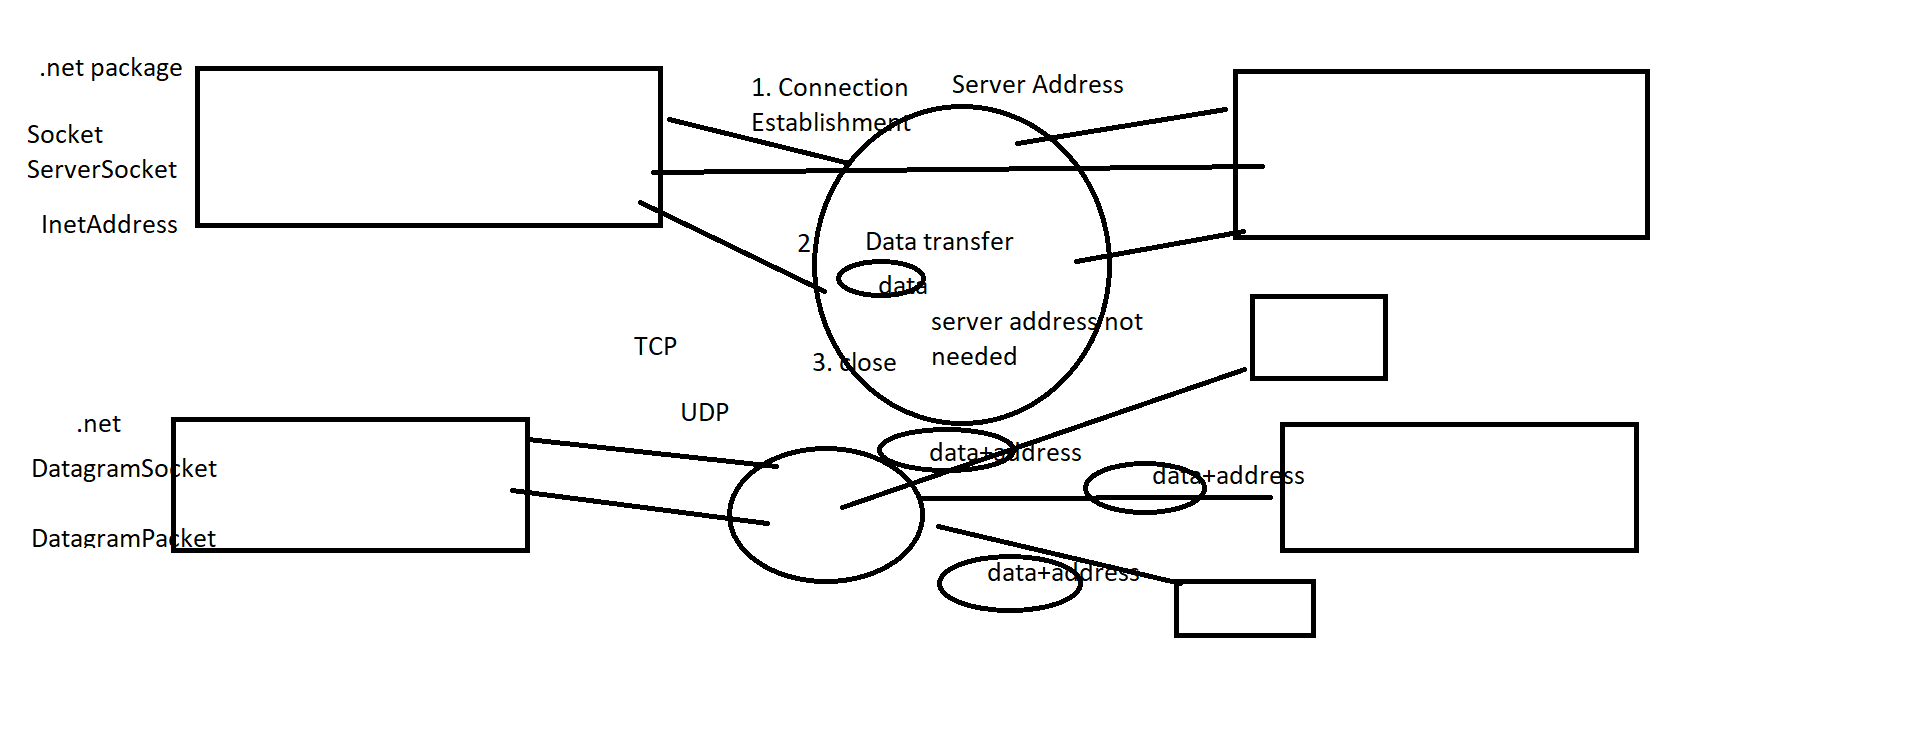 .net package
Socket
ServerSocket
InetAddress
1. Connection
Establishment
Server Address
2
Data transfer
data
server address not
needed
3. close
TCP
UDP
.net
DatagramSocket
DatagramPacket
data+address
data+address
data+address